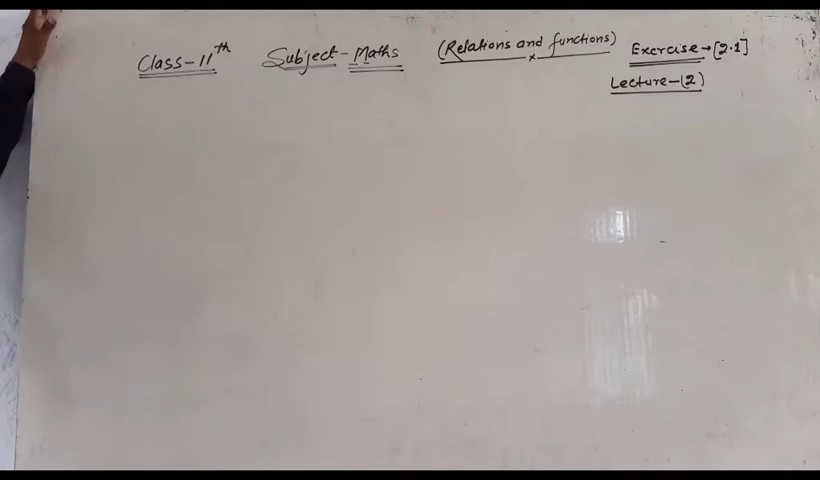 Class-11th Subject-Maths (Relations and functions) Exercise→[2.1]
Lecture-(2)